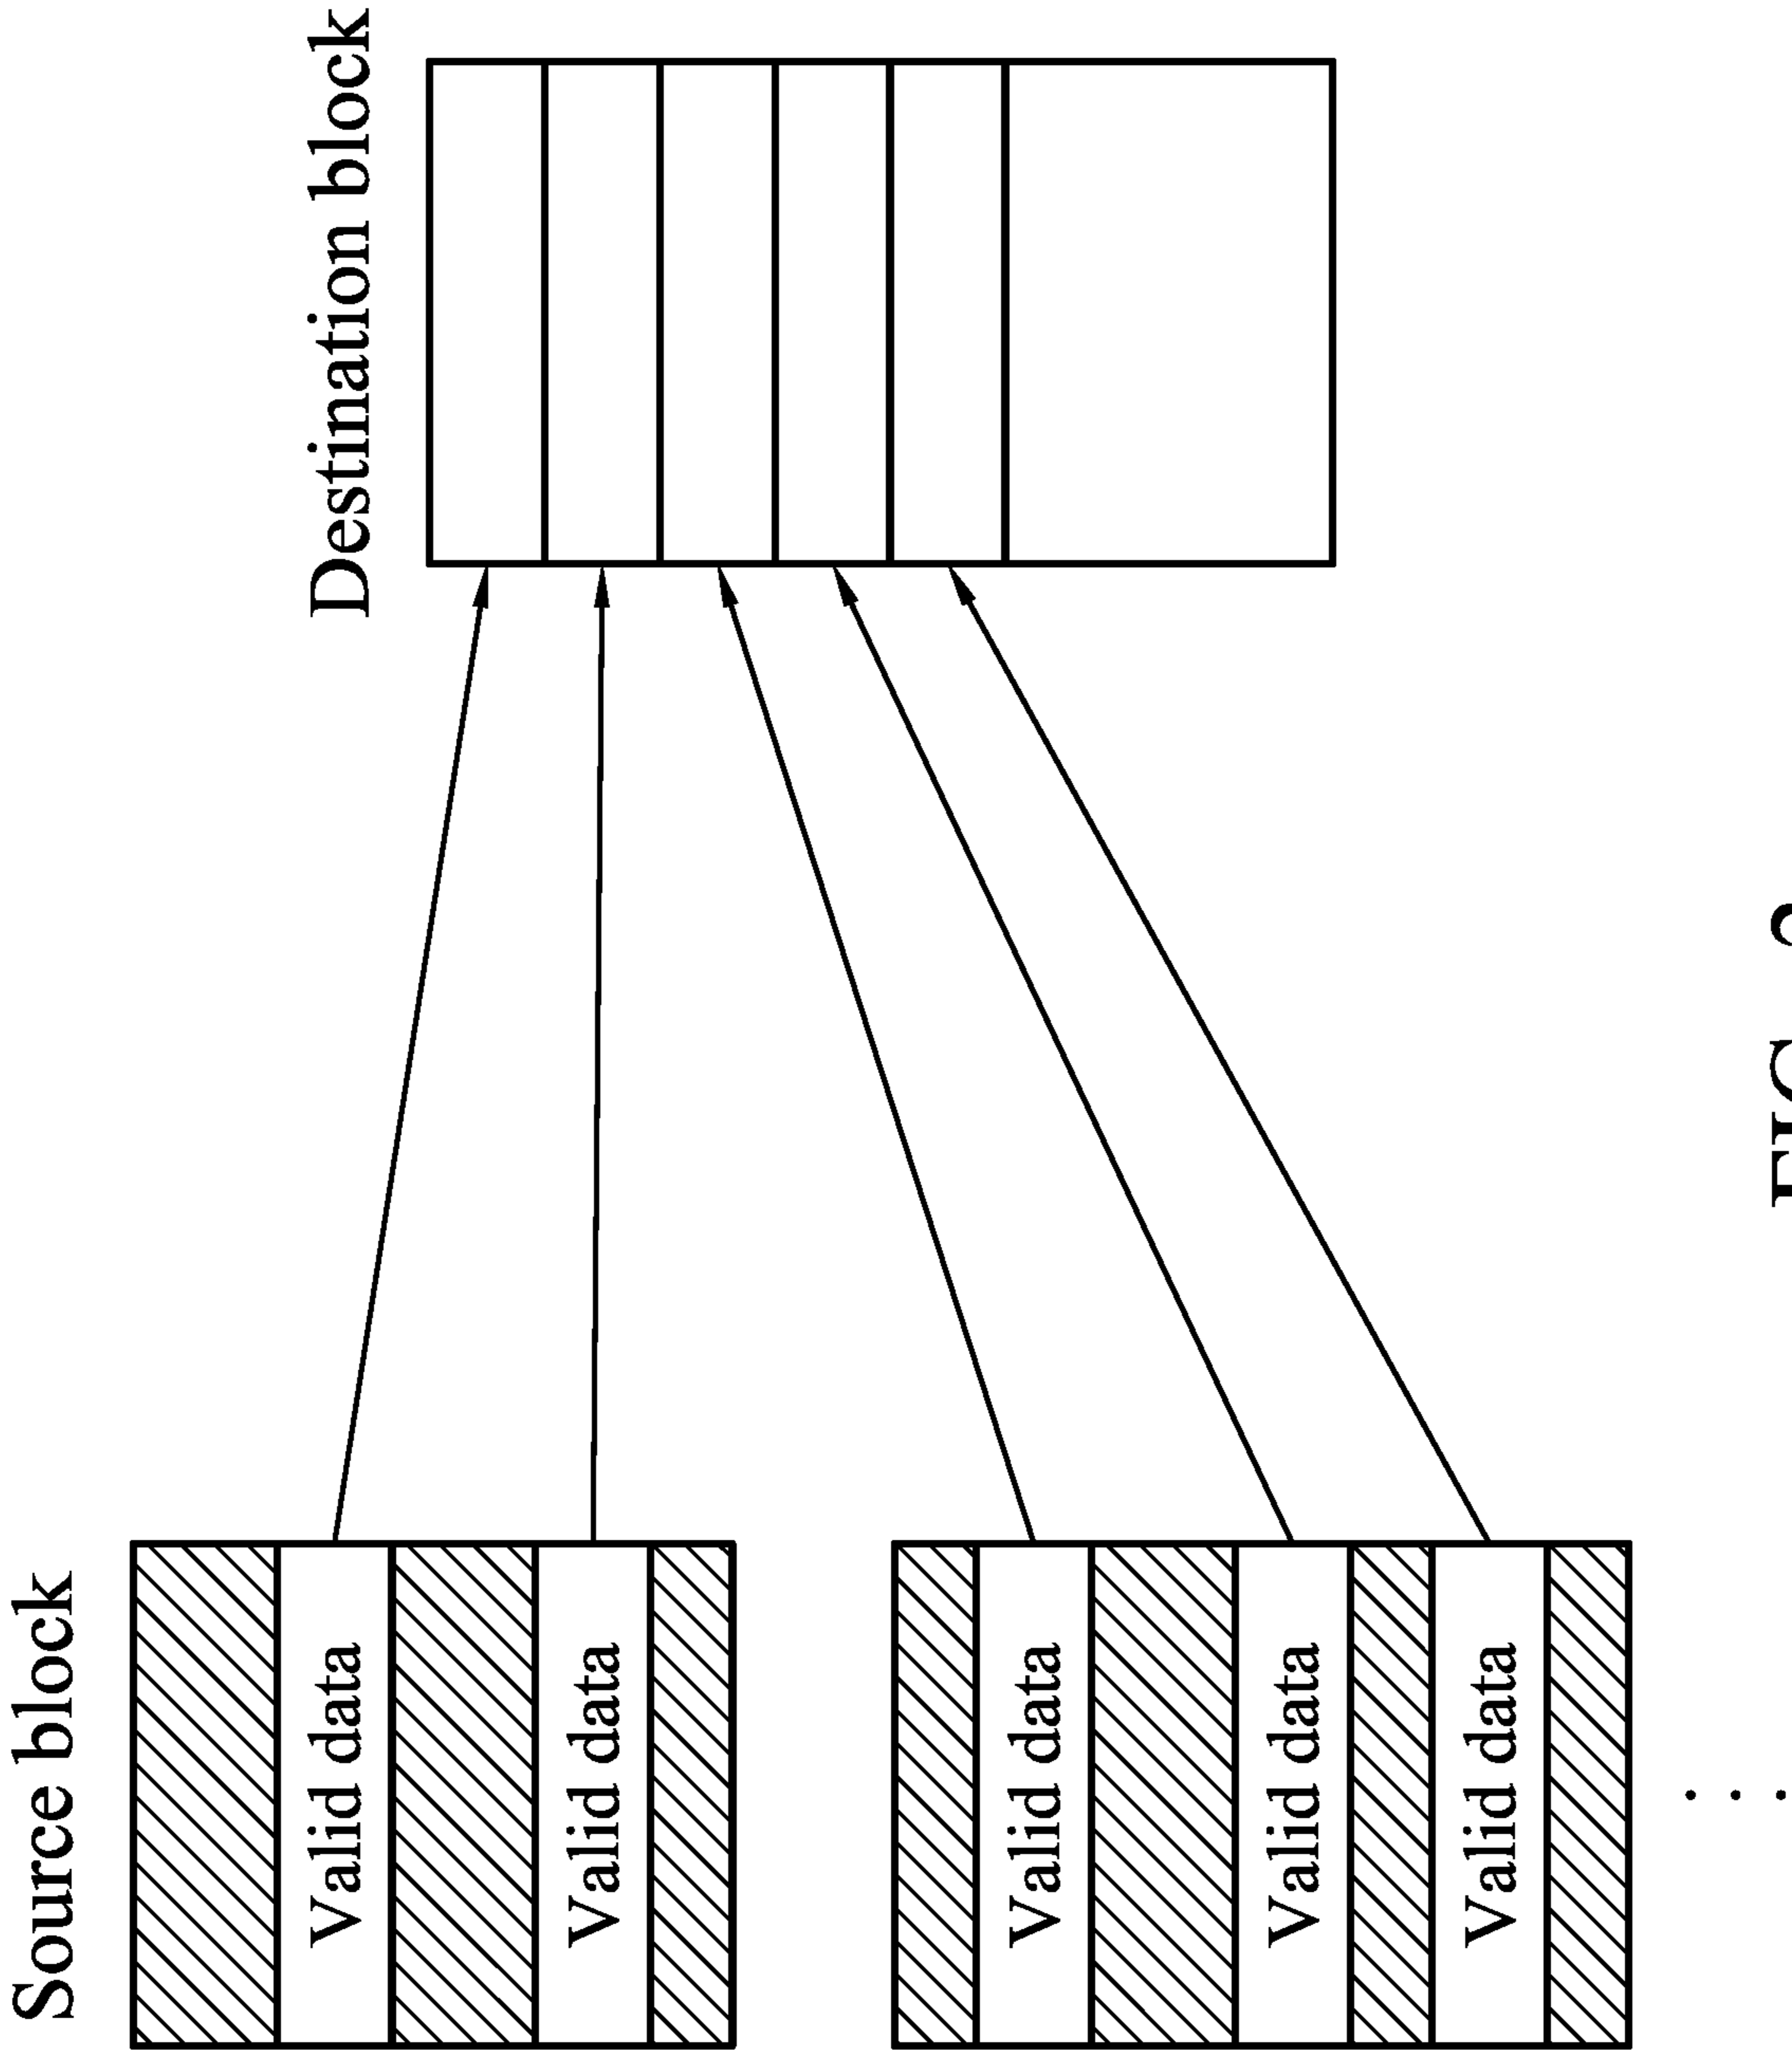 Source block
Destination block
Valid data
Valid data
Valid data
Valid data
Valid data